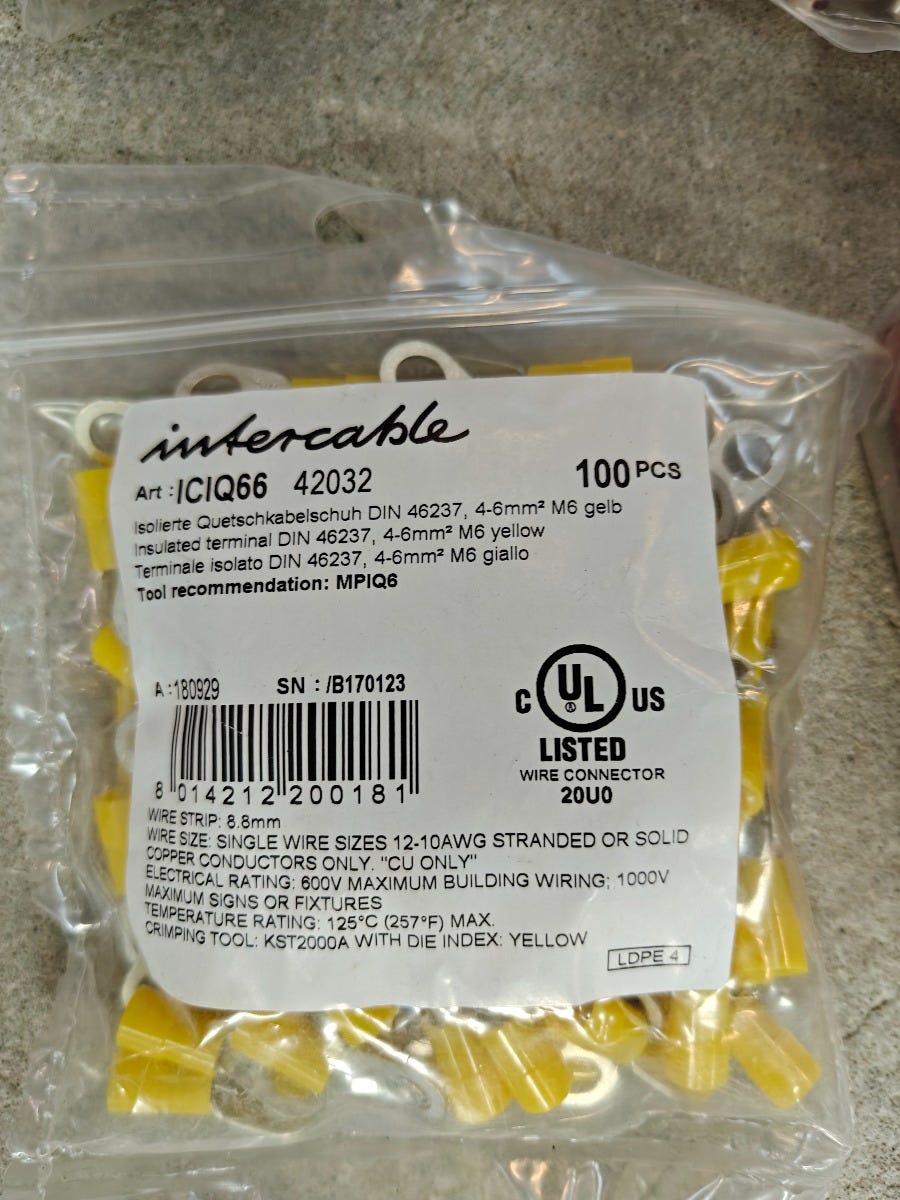 intercable
Art : ICIQ66 42032 100 PCS
Isolierte Quetschkabelschuh DIN 46237, 4-6mm² M6 gelb
Insulated terminal DIN 46237, 4-6mm² M6 yellow
Terminale isolato DIN 46237, 4-6mm² M6 giallo
Tool recommendation: MPIQ6
A :180929 SN : /B170123
C UL ® US
LISTED
WIRE CONNECTOR
20U0
8 014212 200181
WIRE STRIP: 8.8mm
WIRE SIZE: SINGLE WIRE SIZES 12-10AWG STRANDED OR SOLID
COPPER CONDUCTORS ONLY. "CU ONLY"
ELECTRICAL RATING: 600V MAXIMUM BUILDING WIRING; 1000V
MAXIMUM SIGNS OR FIXTURES
TEMPERATURE RATING: 125°C (257°F) MAX.
CRIMPING TOOL: KST2000A WITH DIE INDEX: YELLOW
LDPE 4